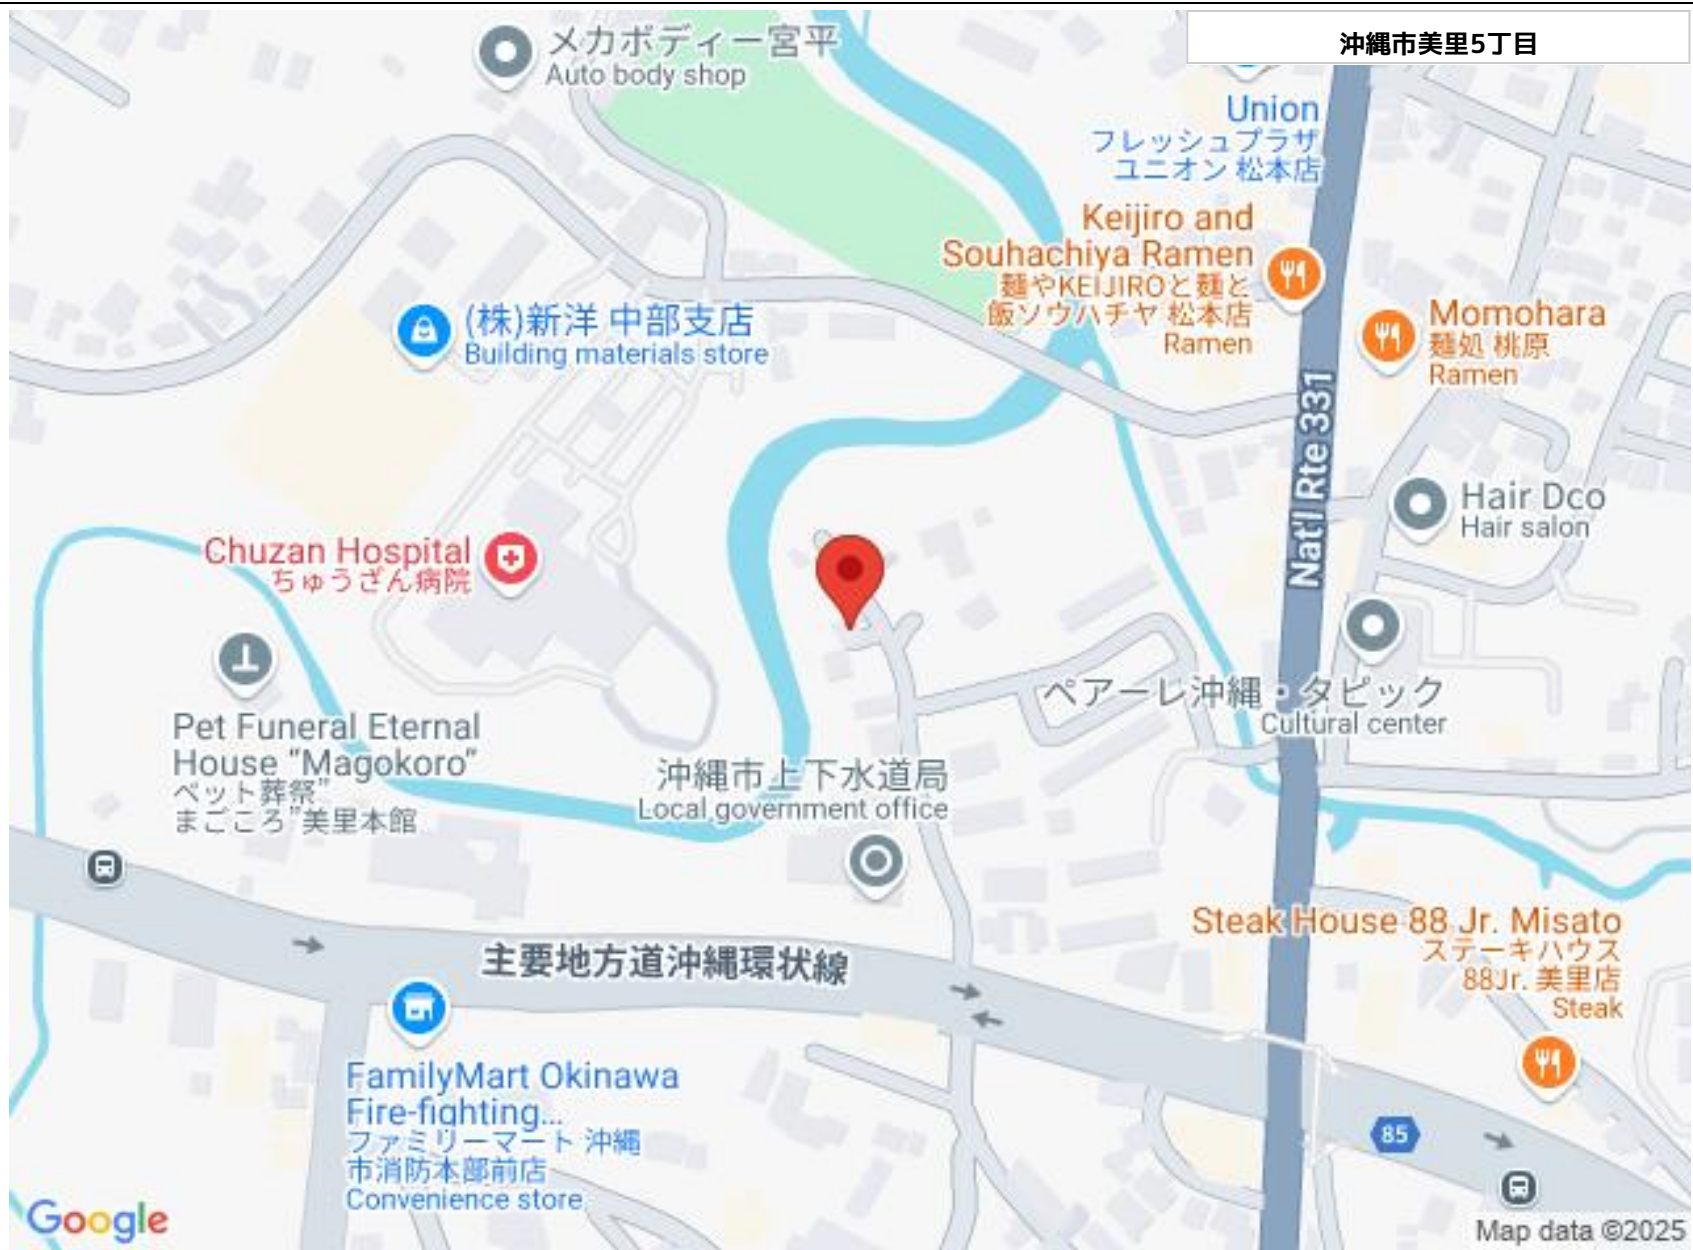 沖縄市美里5丁目
メカボディー宮平
Auto body shop
Union
フレッシュプラザ
ユニオン 松本店
Keijiro and
Souhachiya Ramen
麺やKEIJIROと麺と
飯ソウハチヤ 松本店
Ramen
(株)新洋 中部支店
Building materials store
Momohara
麺処 桃原
Ramen
Nat'l Rte 331
Hair Dco
Hair salon
Chuzan Hospital
ちゅうざん病院
ペアーレ沖縄・タピック
Cultural center
Pet Funeral Eternal
House "Magokoro"
ペット葬祭"
まごころ"美里本館
沖縄市上下水道局
Local government office
Steak House 88 Jr. Misato
ステーキハウス
88Jr. 美里店
Steak
主要地方道沖縄環状線
FamilyMart Okinawa
Fire-fighting...
ファミリーマート 沖縄
市消防本部前店
Convenience store
85
Google
Map data ©2025